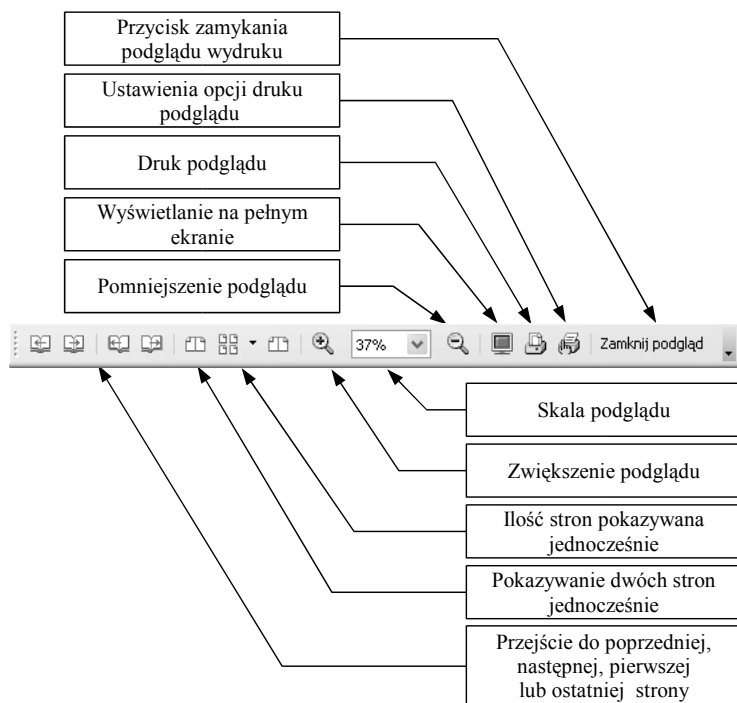 Przycisk zamykania
podglądu wydruku
Ustawienia opcji druku
podglądu
Druk podglądu
Wyświetlanie na pełnym
ekranie
Pomniejszenie podglądu
37%
Zamknij podgląd
Skala podglądu
Zwiększenie podglądu
Ilość stron pokazywana
jednocześnie
Pokazywanie dwóch stron
jednocześnie
Przejście do poprzedniej,
następnej, pierwszej
lub ostatniej strony